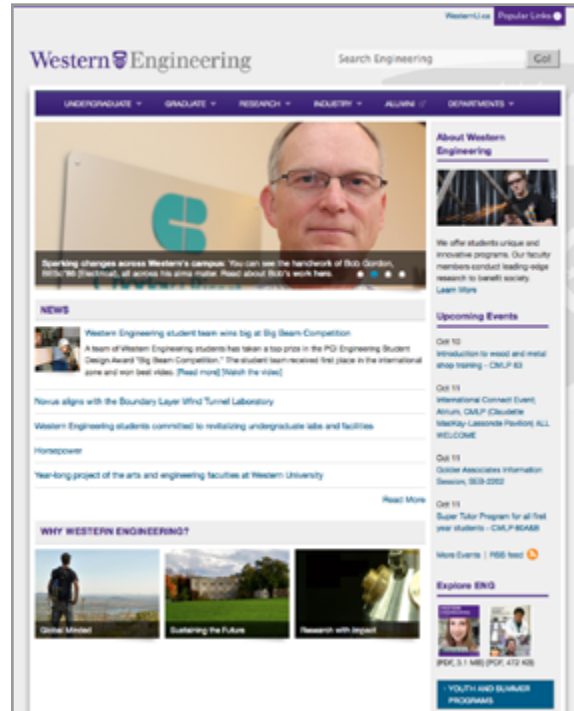 WesternU.ca
Popular Links
Western Engineering
Search Engineering
Go!
UNDERGRADUATE
GRADUATE
RESEARCH
INDUSTRY
ALUMNI
DEPARTMENTS
Sparking changes across Western's campus: You can see the handiwork of Bob Gordon,
BESc'86 [Electrical], all across his alma mater. Read about Bob's work here.
NEWS
Western Engineering student team wins big at Big Beam Competition
A team of Western Engineering students has taken a top prize in the PCI Engineering Student
Design Award "Big Beam Competition." The student team received first place in the international
zone and won best video. [Read more] [Watch the video]
Novus aligns with the Boundary Layer Wind Tunnel Laboratory
Western Engineering students committed to revitalizing undergraduate labs and facilities
Horsepower
Year-long project of the arts and engineering faculties at Western University
Read More
WHY WESTERN ENGINEERING?
Global Minded
Sustaining the Future
Research with Impact
About Western
Engineering
We offer students unique and
innovative programs. Our faculty
members conduct leading-edge
research to benefit society.
Learn More
Upcoming Events
Oct 10
Introduction to wood and metal
shop training - CMLP 63
Oct 11
International Connect Event,
Atrium, CMLP (Claudette
MacKay-Lassonde Pavilion) ALL
WELCOME
Oct 11
Golder Associates Information
Session, SEB-2202
Oct 11
Super Tutor Program for all first
year students - CMLP 60A&B
More Events | RSS feed
Explore ENG
(PDF, 3.1 MB) (PDF, 472 KB)
YOUTH AND SUMMER
PROGRAMS